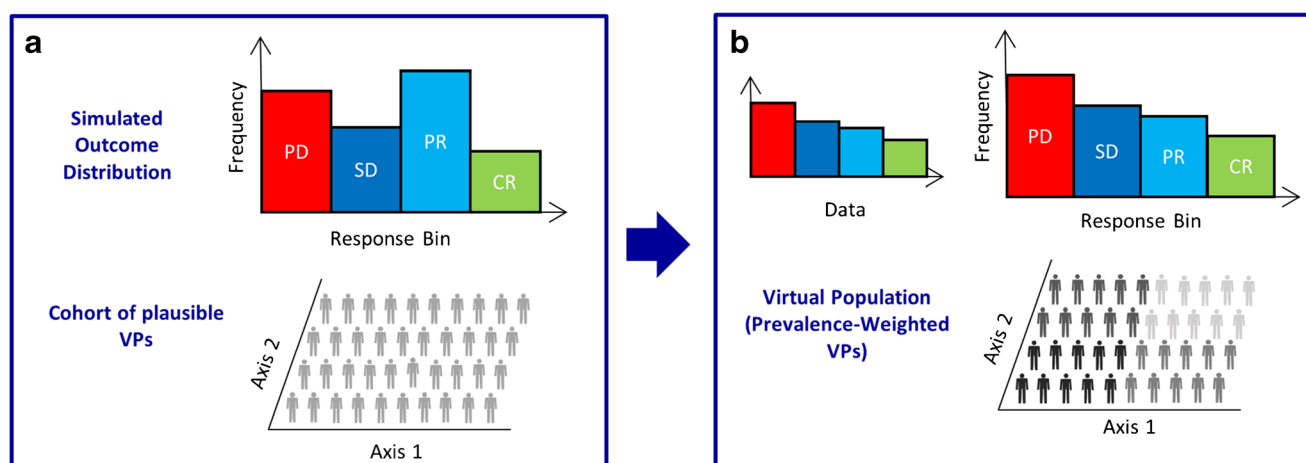 a
Simulated
Outcome
Distribution
Frequency
PD
SD
PR
CR
Response Bin
Cohort of plausible
VPs
Axis 2
Axis 1
b
Data
Frequency
PD
SD
PR
CR
Response Bin
Virtual Population
(Prevalence-Weighted
VPs)
Axis 2
Axis 1